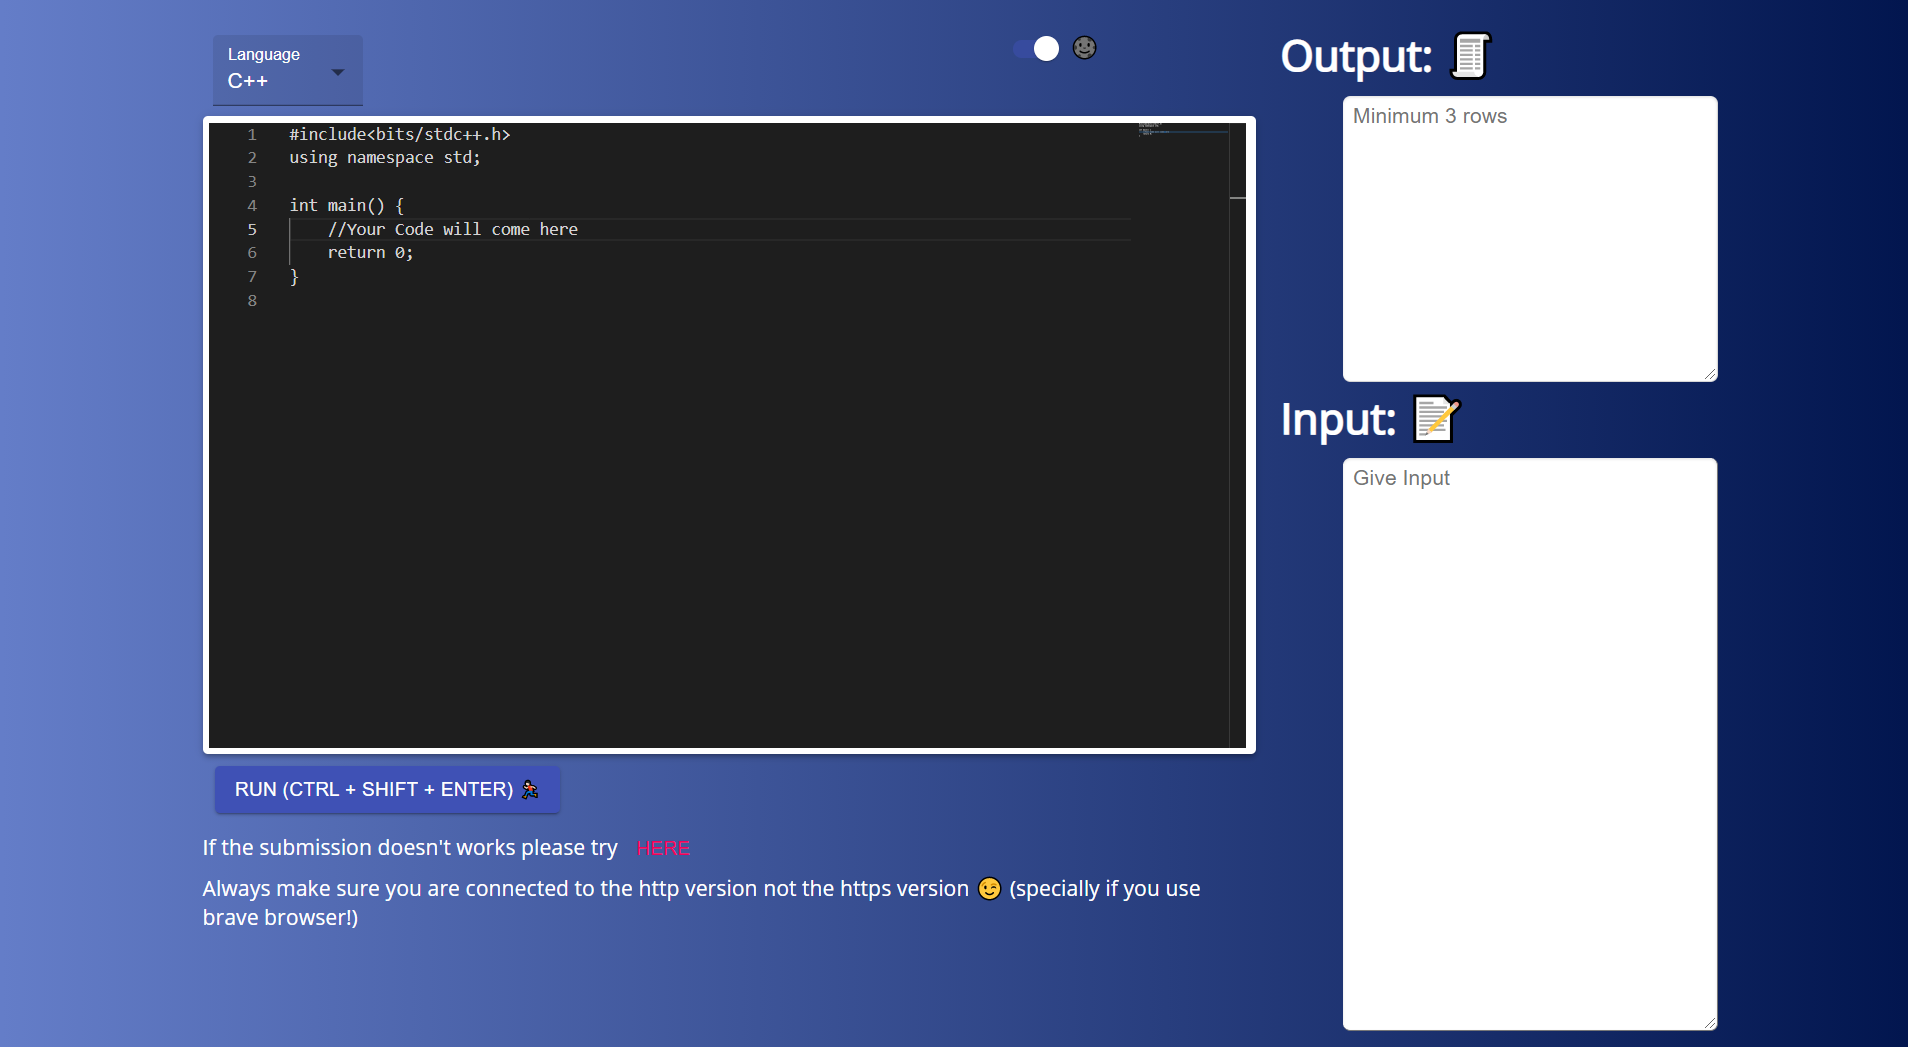 Language
C++
1 #include<bits/stdc++.h>
2 using namespace std;
3
4 int main() {
5     //Your Code will come here
6     return 0;
7 }
8
RUN (CTRL + SHIFT + ENTER)
If the submission doesn't works please try HERE
Always make sure you are connected to the http version not the https version 😉 (specially if you use
brave browser!)
Output:
Minimum 3 rows
Input:
Give Input